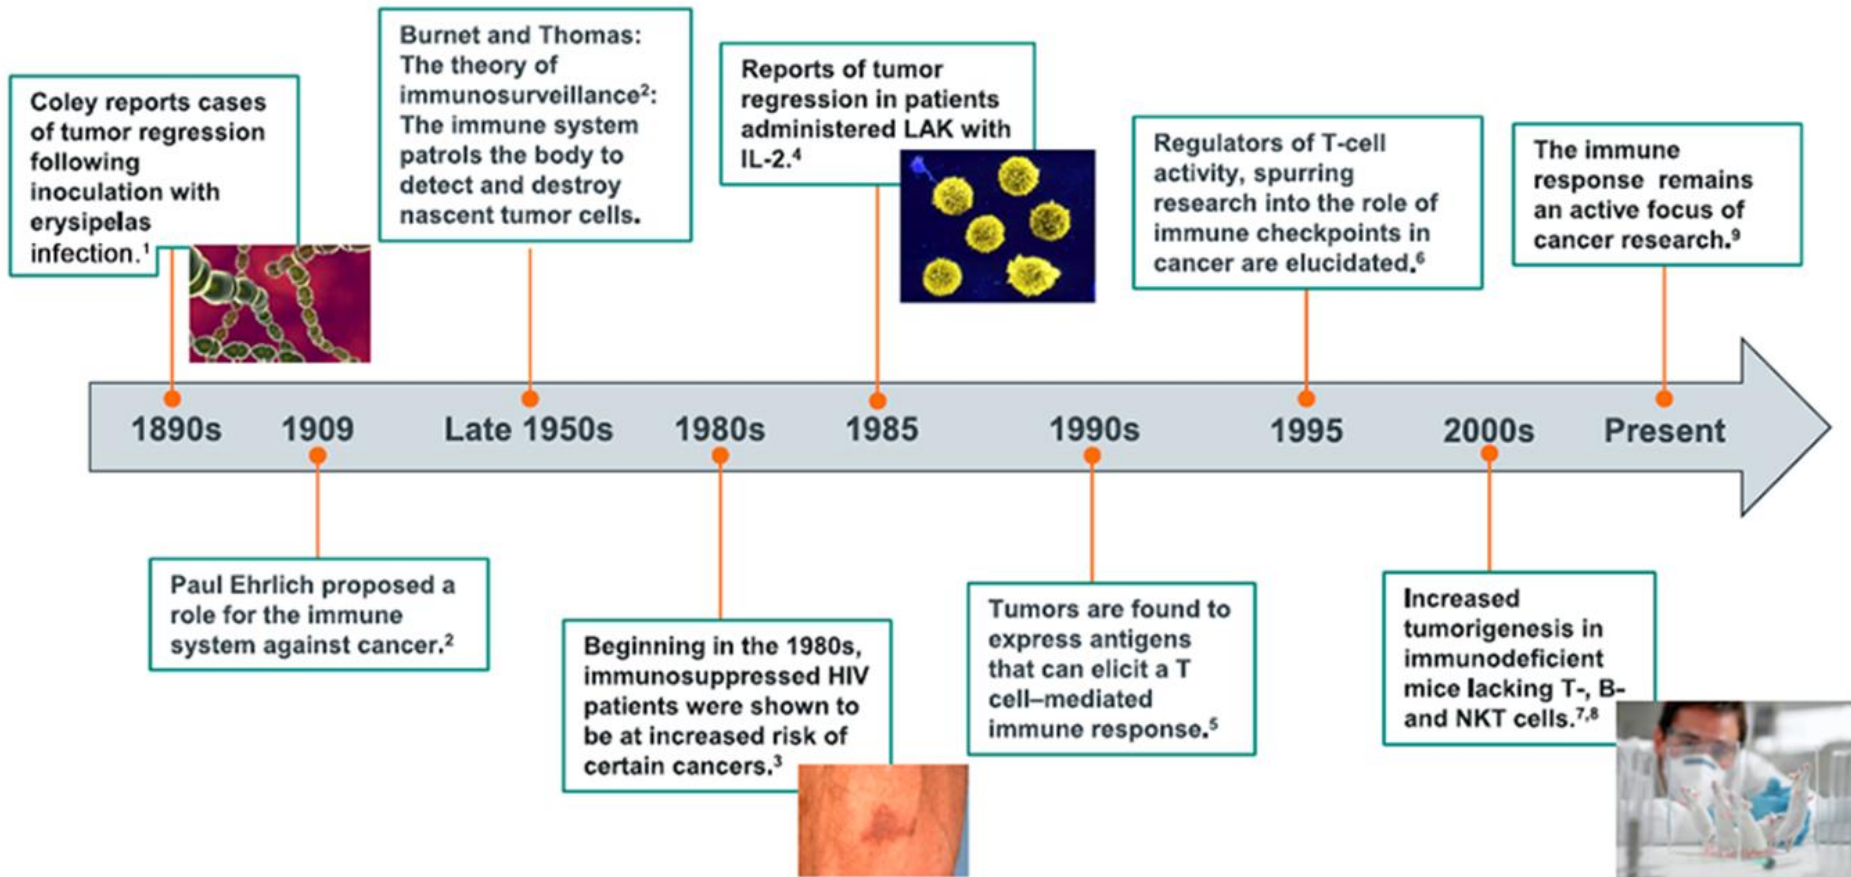 Coley reports cases
of tumor regression
following
inoculation with
erysipelas
infection.¹
Burnet and Thomas:
The theory of
immunosurveillance²:
The immune system
patrols the body to
detect and destroy
nascent tumor cells.
Reports of tumor
regression in patients
administered LAK with
IL-2.⁴
Regulators of T-cell
activity, spurring
research into the role of
immune checkpoints in
cancer are elucidated.⁶
The immune
response remains
an active focus of
cancer research.⁹
1890s 1909 Late 1950s 1980s 1985 1990s 1995 2000s Present
Paul Ehrlich proposed a
role for the immune
system against cancer.²
Beginning in the 1980s,
immunosuppressed HIV
patients were shown to
be at increased risk of
certain cancers.³
Tumors are found to
express antigens
that can elicit a T
cell–mediated
immune response.⁵
Increased
tumorigenesis in
immunodeficient
mice lacking T-, B-
and NKT cells.⁷,⁸